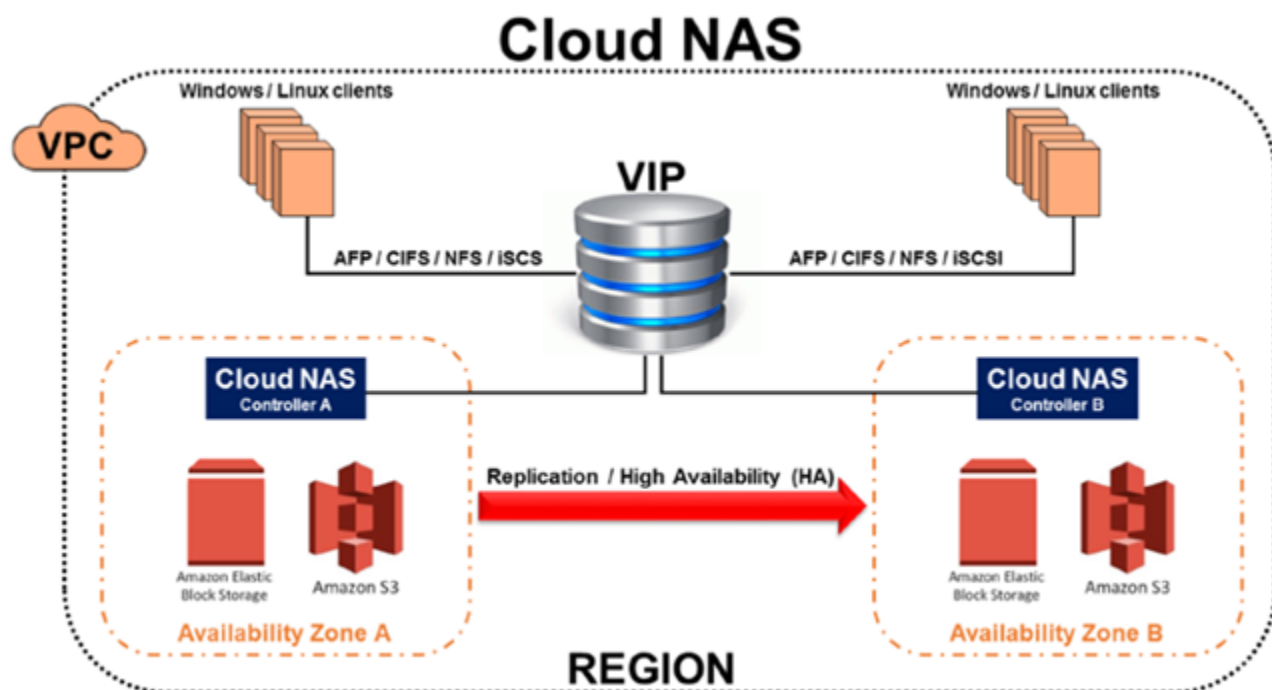 Cloud NAS
Windows / Linux clients
Windows / Linux clients
VPC
VIP
AFP / CIFS / NFS / iSCS
AFP / CIFS / NFS / iSCSI
Cloud NAS
Controller A
Cloud NAS
Controller B
Replication / High Availability (HA)
Amazon Elastic
Block Storage
Amazon S3
Amazon Elastic
Block Storage
Amazon S3
Availability Zone A
Availability Zone B
REGION